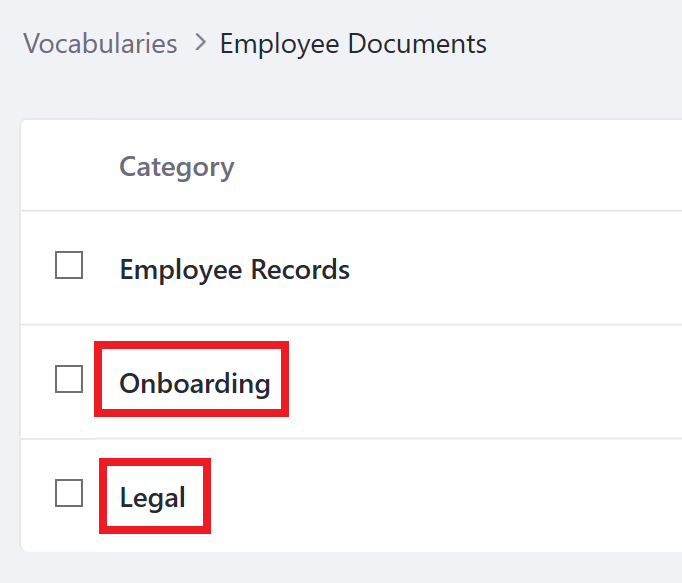 Vocabularies > Employee Documents
Category
Employee Records
Onboarding
Legal